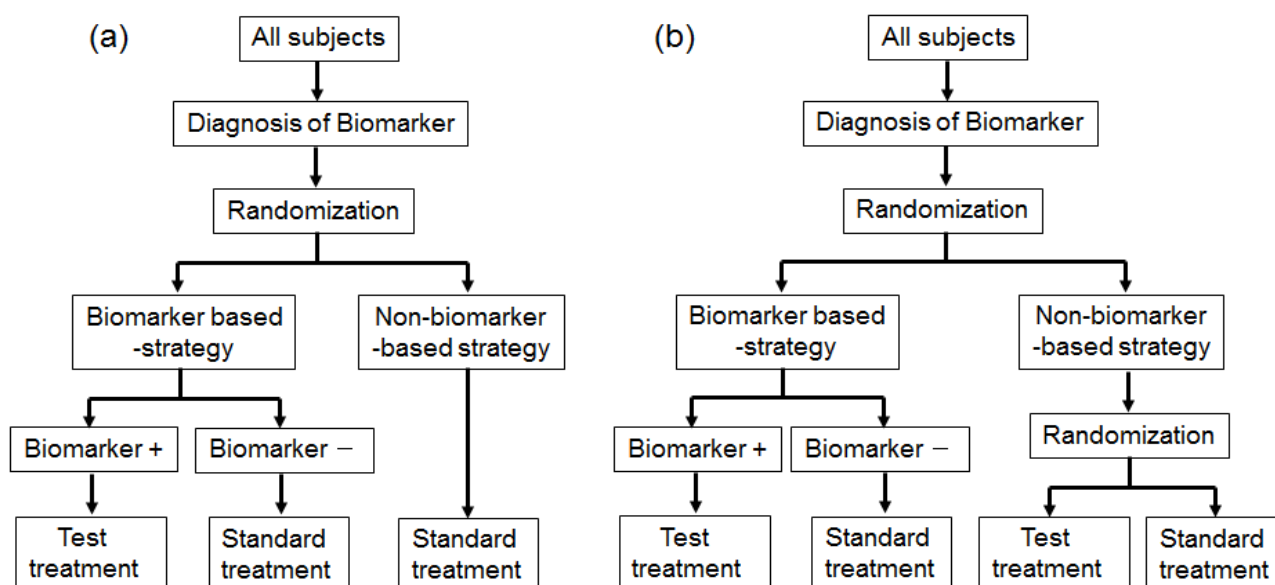 (a)
All subjects
Diagnosis of Biomarker
Randomization
Biomarker based
-strategy
Non-biomarker
-based strategy
Biomarker +
Biomarker −
Test
treatment
Standard
treatment
Standard
treatment
(b)
All subjects
Diagnosis of Biomarker
Randomization
Biomarker based
-strategy
Non-biomarker
-based strategy
Randomization
Biomarker +
Biomarker −
Test
treatment
Standard
treatment
Test
treatment
Standard
treatment